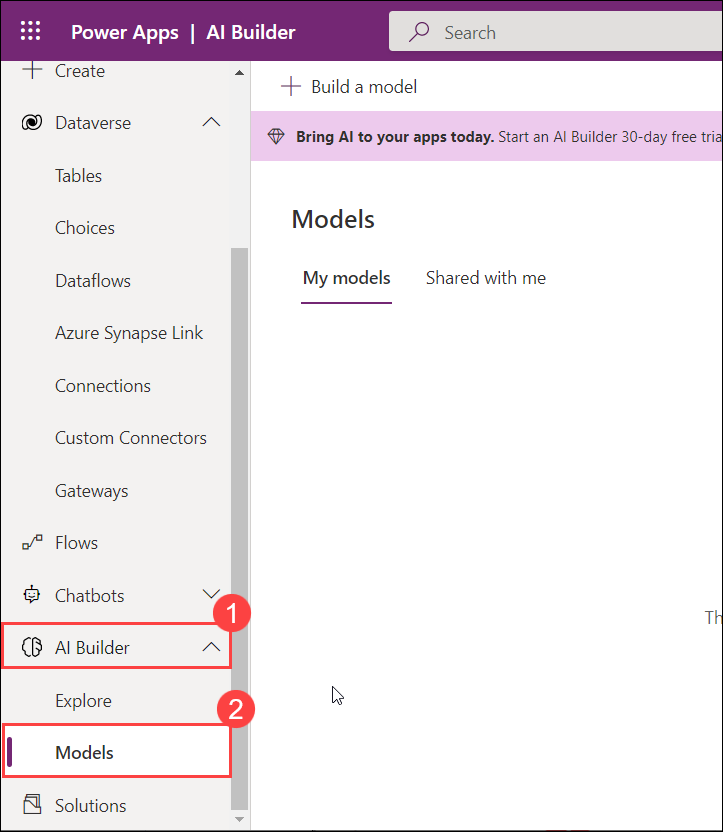 Power Apps | AI Builder
Search
Create
Dataverse
Tables
Choices
Dataflows
Azure Synapse Link
Connections
Custom Connectors
Gateways
Flows
Chatbots
1
AI Builder
Explore
2
Models
Solutions
Build a model
Bring AI to your apps today. Start an AI Builder 30-day free tria
Models
My models Shared with me
Th